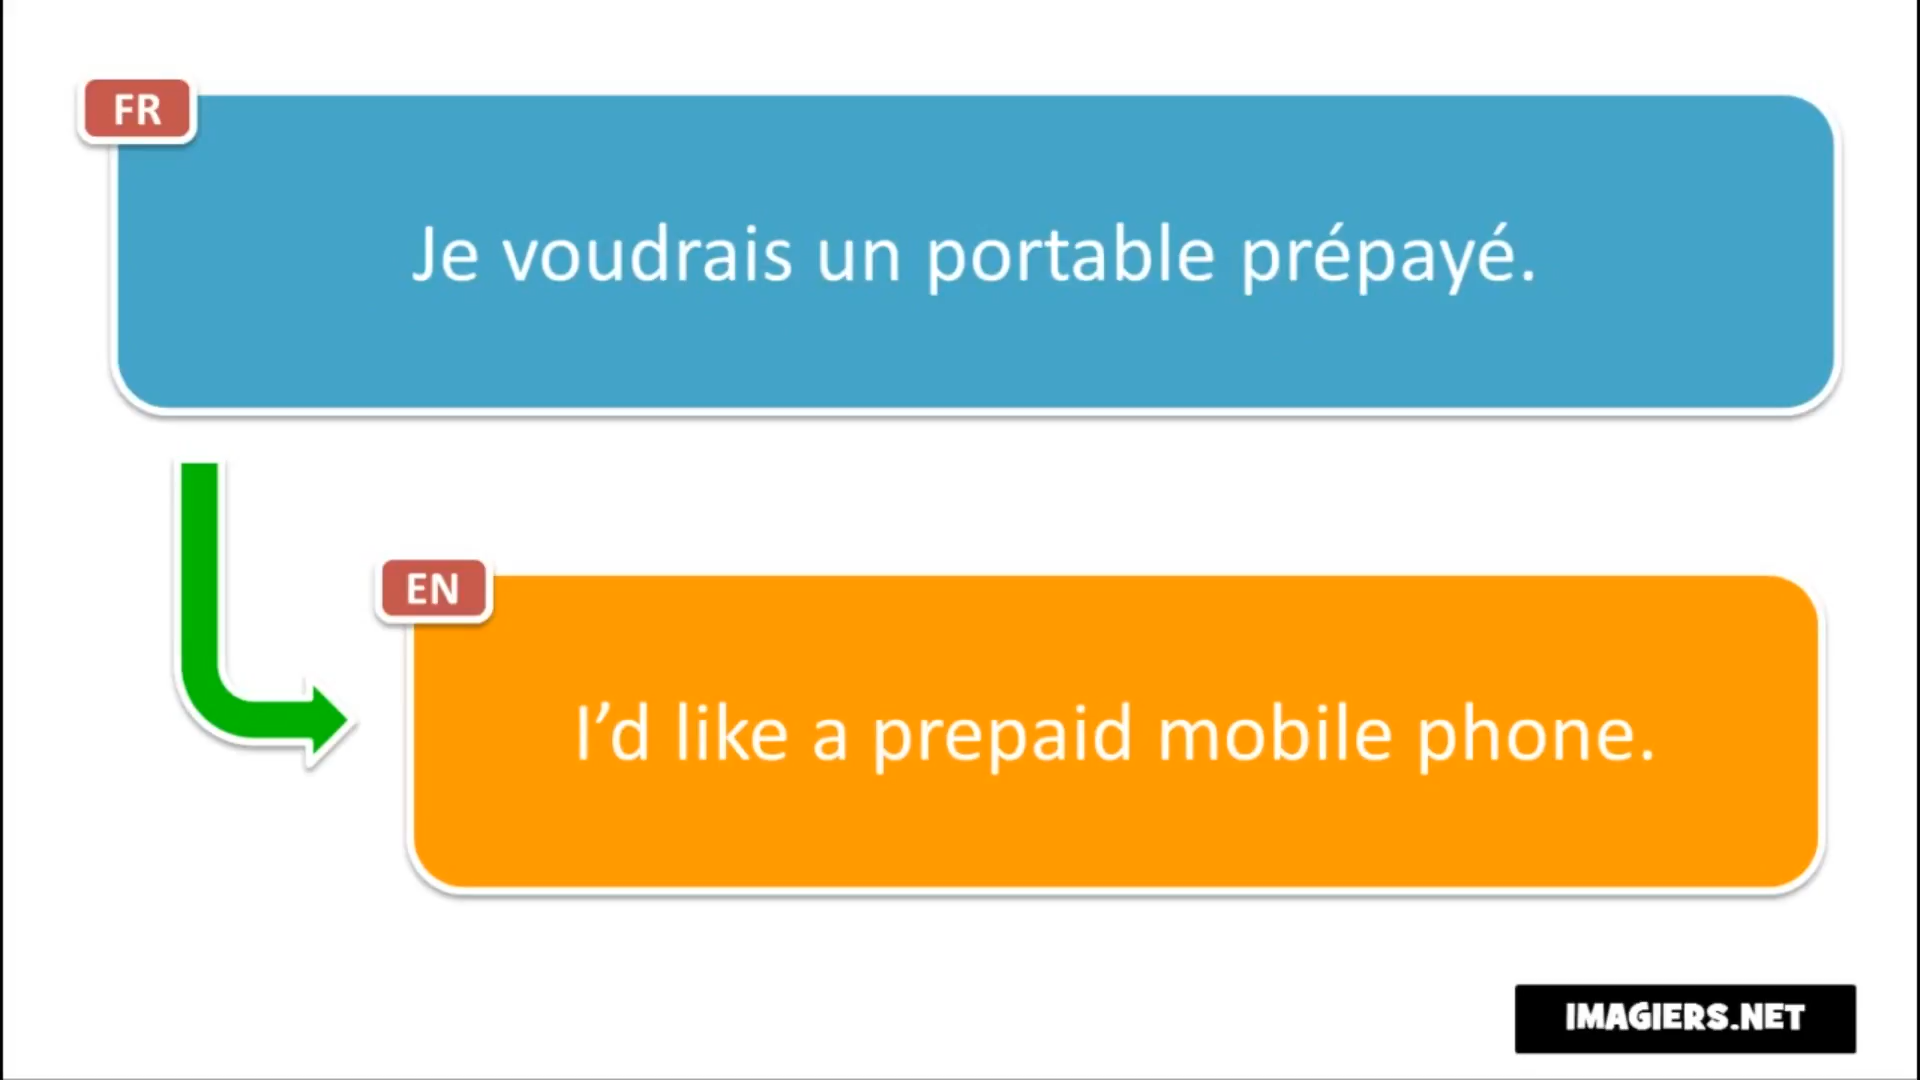 FR
Je voudrais un portable prépayé.
EN
I’d like a prepaid mobile phone.
IMAGIERS.NET